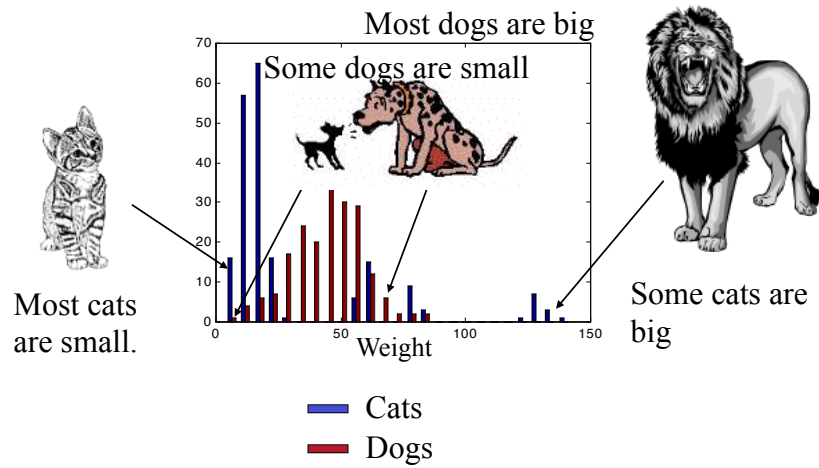 Most dogs are big
70
Some dogs are small
60
50
40
30
20
10
0
0 50 100 150
Weight
Most cats
are small.
Some cats are
big
Cats
Dogs